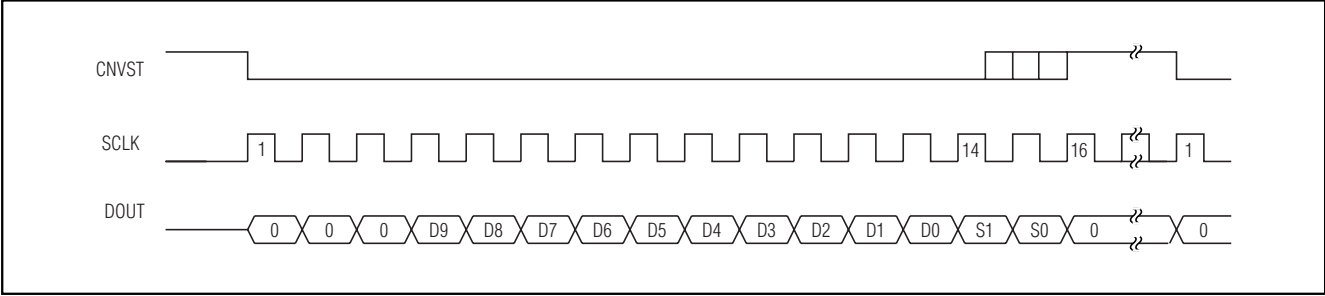 CNVST
SCLK
1 14 16 1
DOUT
0 0 0 D9 D8 D7 D6 D5 D4 D3 D2 D1 D0 S1 S0 0 0